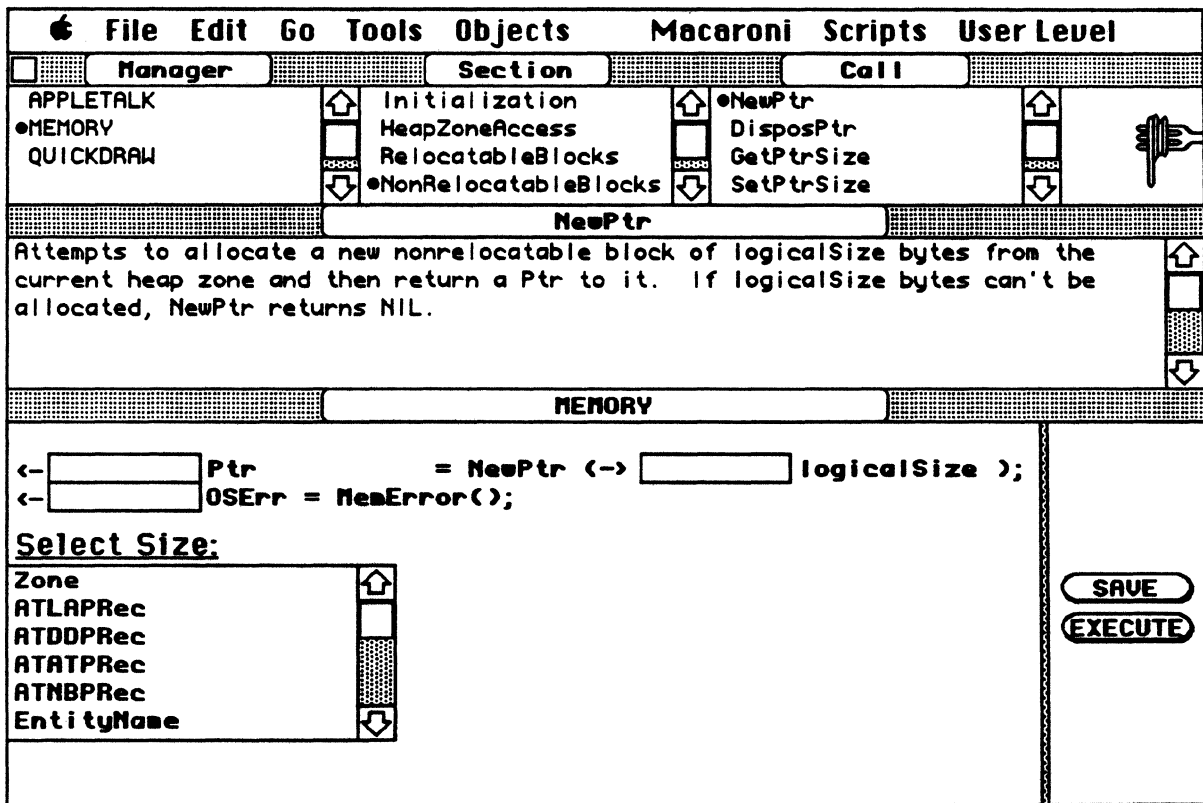 File Edit Go Tools Objects Macaroni Scripts User Level
Manager Section Call
APPLETALK
●MEMORY
QUICKDRAW
Initialization
HeapZoneAccess
RelocatableBlocks
●NonRelocatableBlocks
●NewPtr
DisposPtr
GetPtrSize
SetPtrSize
NewPtr
Attempts to allocate a new nonrelocatable block of logicalSize bytes from the
current heap zone and then return a Ptr to it. If logicalSize bytes can't be
allocated, NewPtr returns NIL.
MEMORY
<- Ptr = NewPtr (-> logicalSize );
<- OSErr = MemError();
Select Size:
Zone
ATLAPRec
ATDDPRec
ATATPRec
ATNBPRec
EntityName
SAVE
EXECUTE